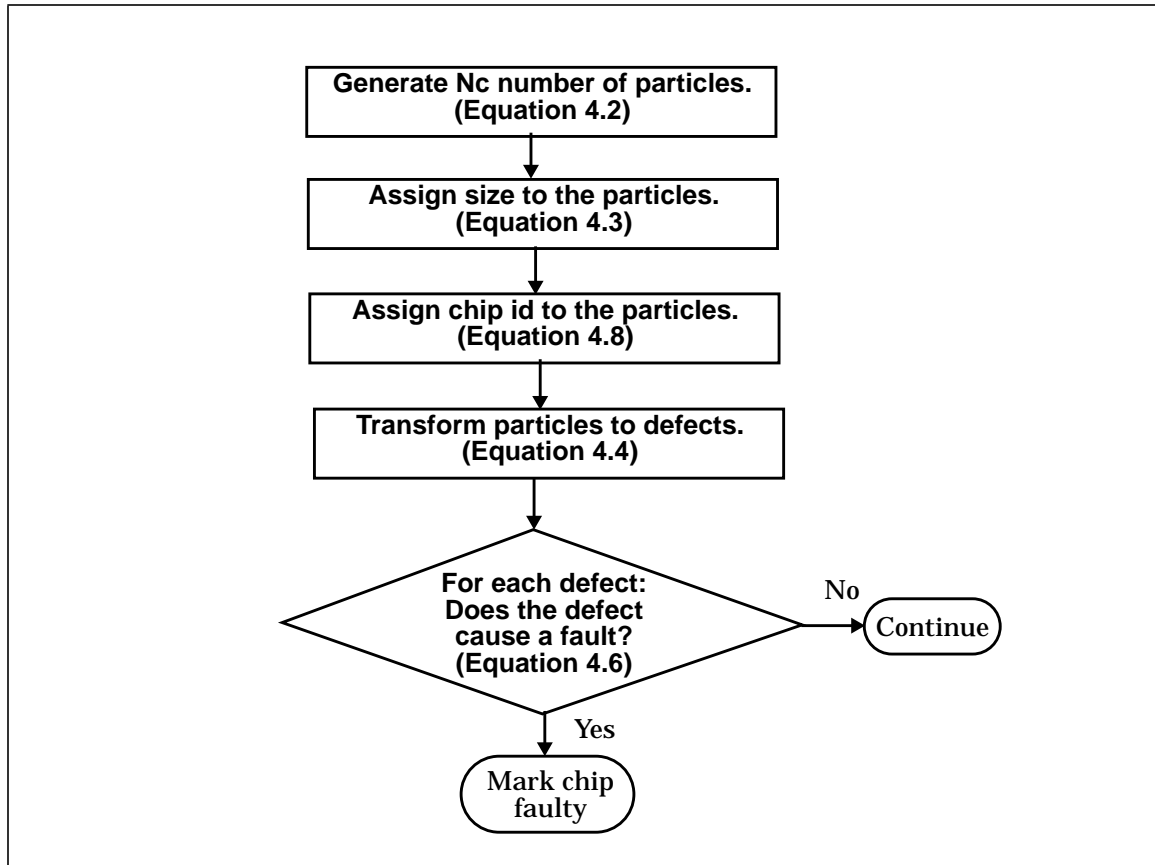 Generate Nc number of particles.
(Equation 4.2)
Assign size to the particles.
(Equation 4.3)
Assign chip id to the particles.
(Equation 4.8)
Transform particles to defects.
(Equation 4.4)
For each defect:
Does the defect
cause a fault?
(Equation 4.6)
No
Continue
Yes
Mark chip
faulty